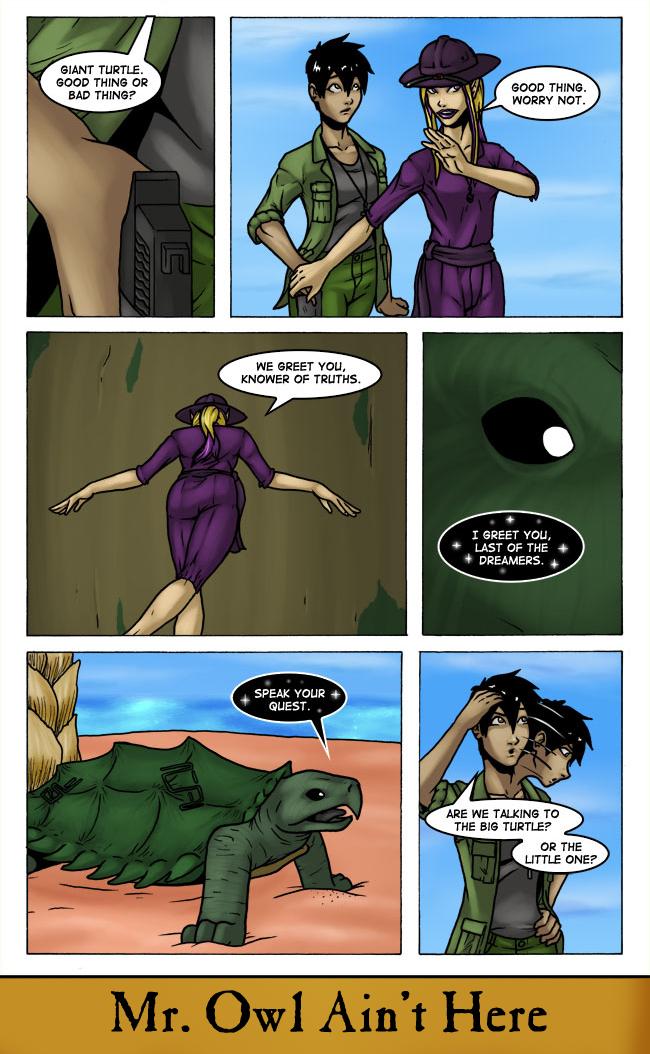 GIANT TURTLE.
GOOD THING OR
BAD THING?
GOOD THING.
WORRY NOT.
WE GREET YOU,
KNOWER OF TRUTHS.
I GREET YOU,
LAST OF THE
DREAMERS.
SPEAK YOUR
QUEST.
ARE WE TALKING TO
THE BIG TURTLE?
OR THE
LITTLE ONE?
Mr. Owl Ain't Here